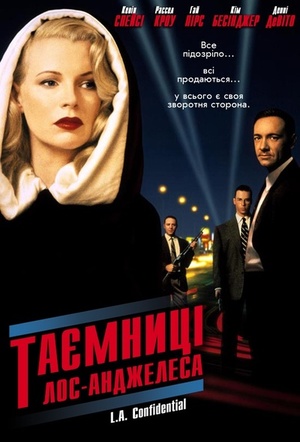 КЕВІН СПЕЙСІ РАССЕЛ КРОУ ГАЙ ПІРС КІМ БЕСІНДЖЕР ДЕННІ ДЕВІТО
Все
підозріло...
всі
продаються...
у всього є своя
зворотня сторона.
ТАЄМНИЦІ
ЛОС-АНДЖЕЛЕСА
L.A. Confidential